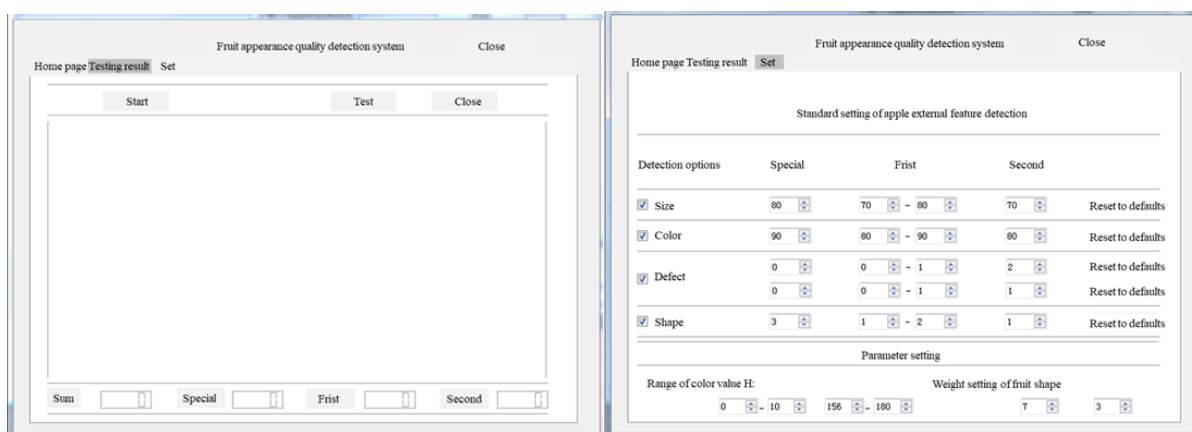 Fruit appearance quality detection system Close
Home page Testing result Set
Start Test Close
Sum 0 Special 0 Frist 0 Second 0
Fruit appearance quality detection system Close
Home page Testing result Set
Standard setting of apple external feature detection
Detection options Special Frist Second
Size 80 70 - 80 70 Reset to defaults
Color 90 80 - 90 80 Reset to defaults
0 0 - 1 2 Reset to defaults
Defect
0 0 - 1 1 Reset to defaults
Shape 3 1 - 2 1 Reset to defaults
Parameter setting
Range of color value H: Weight setting of fruit shape
0 - 10 156 - 180 7 3